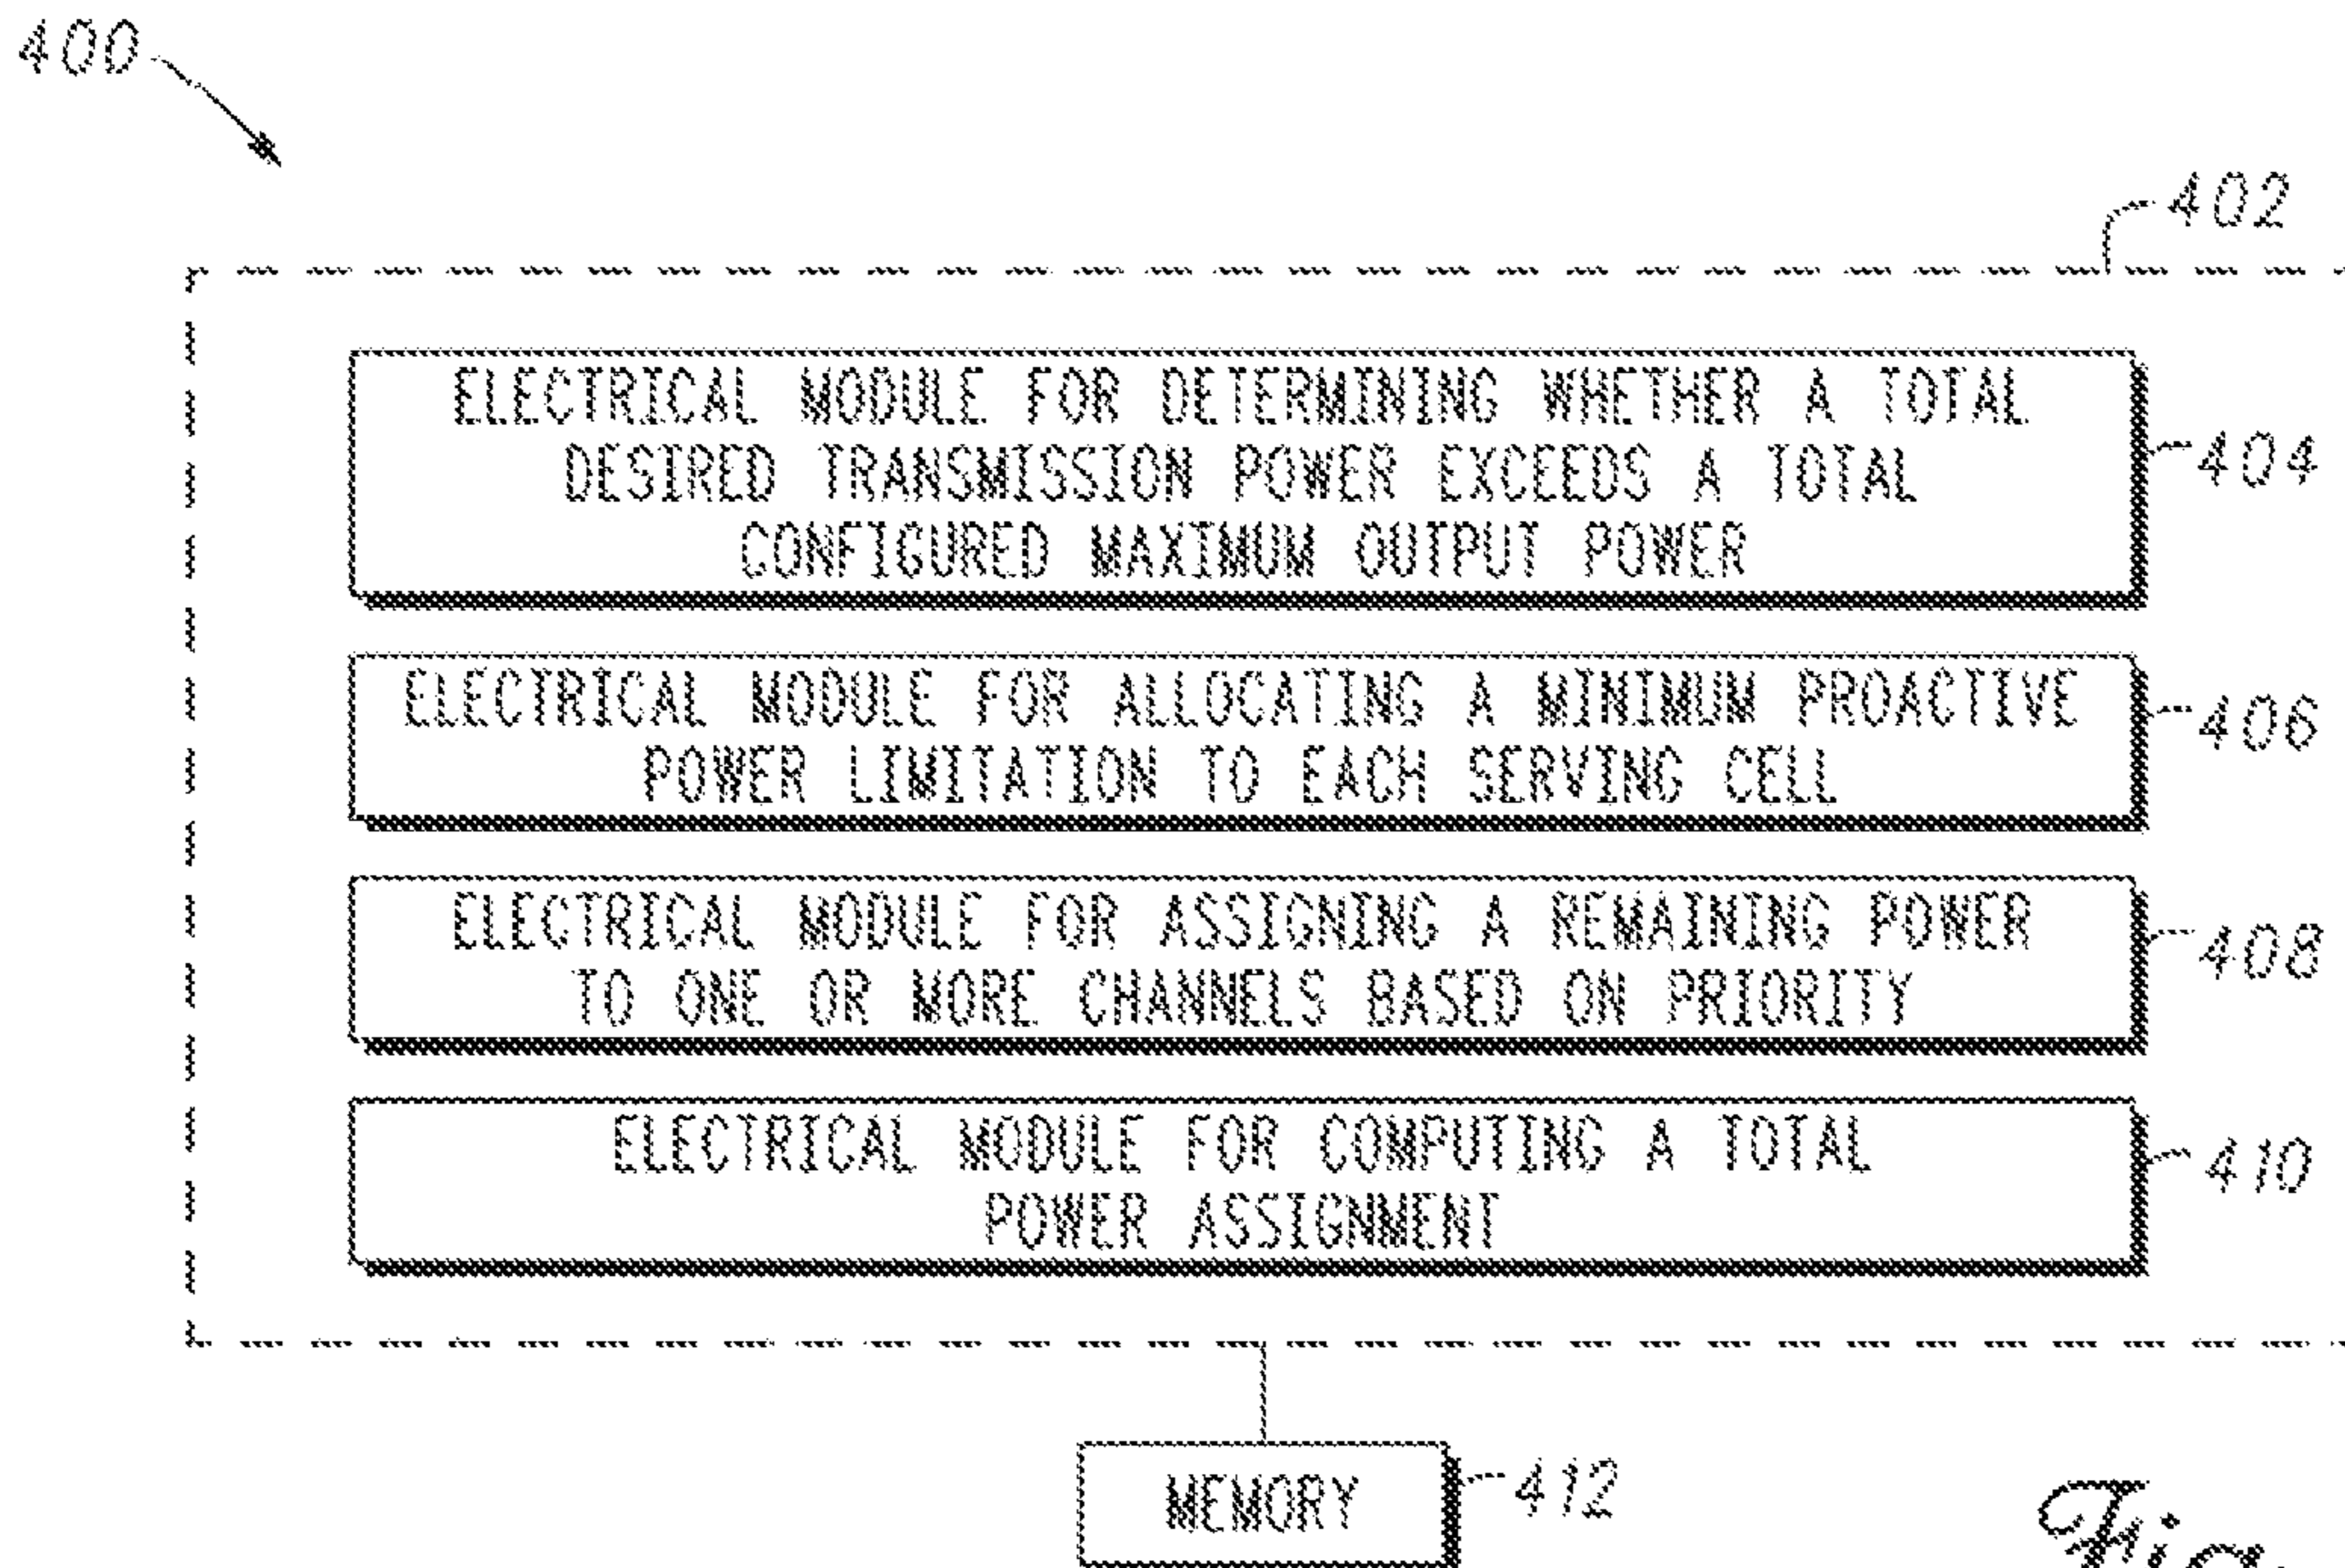 400
402
ELECTRICAL MODULE FOR DETERMINING WHETHER A TOTAL
DESIRED TRANSMISSION POWER EXCEEDS A TOTAL
CONFIGURED MAXIMUM OUTPUT POWER
404
ELECTRICAL MODULE FOR ALLOCATING A MINIMUM PROACTIVE
POWER LIMITATION TO EACH SERVING CELL
406
ELECTRICAL MODULE FOR ASSIGNING A REMAINING POWER
TO ONE OR MORE CHANNELS BASED ON PRIORITY
408
ELECTRICAL MODULE FOR COMPUTING A TOTAL
POWER ASSIGNMENT
410
MEMORY
412
Fig